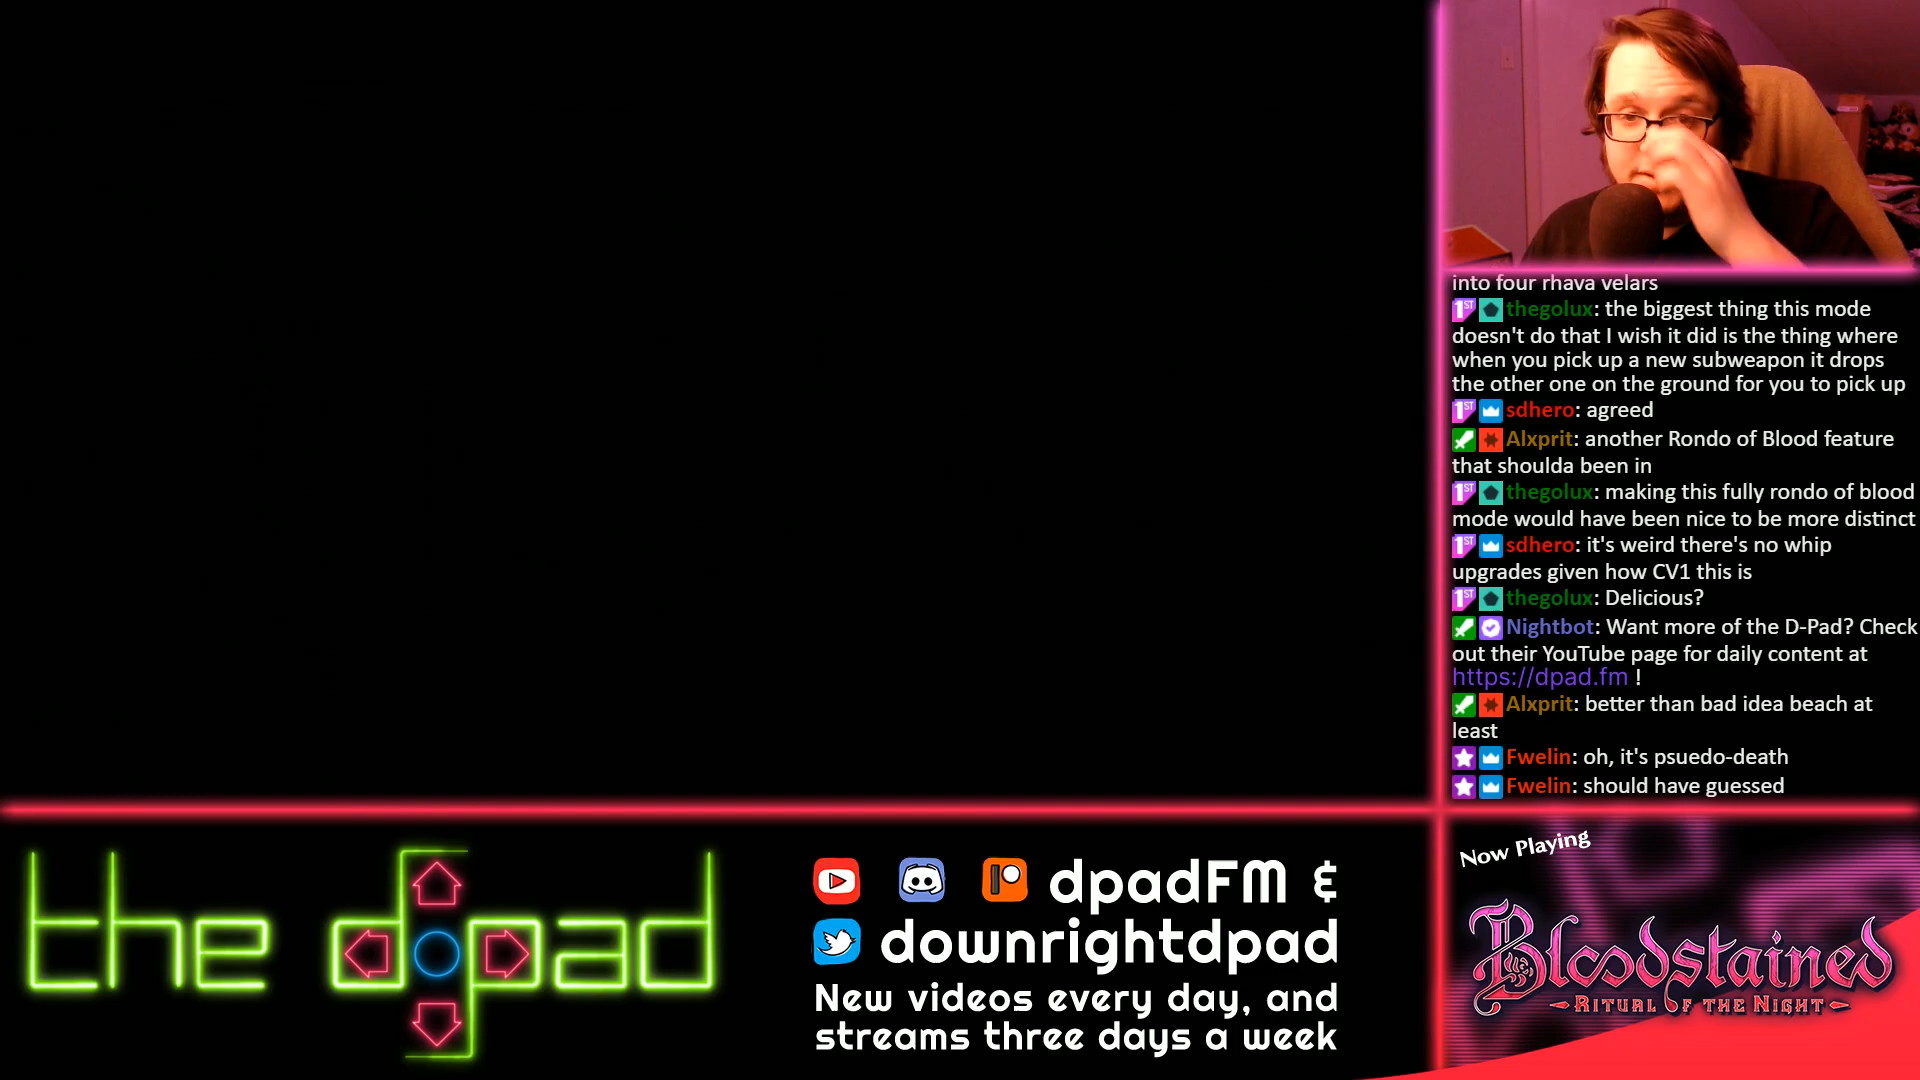 into four rhava velars
thegolux: the biggest thing this mode
doesn't do that I wish it did is the thing where
when you pick up a new subweapon it drops
the other one on the ground for you to pick up
sdhero: agreed
Alxprit: another Rondo of Blood feature
that shoulda been in
thegolux: making this fully rondo of blood
mode would have been nice to be more distinct
sdhero: it's weird there's no whip
upgrades given how CV1 this is
thegolux: Delicious?
Nightbot: Want more of the D-Pad? Check
out their YouTube page for daily content at
https://dpad.fm !
Alxprit: better than bad idea beach at
least
Fwelin: oh, it's psuedo-death
Fwelin: should have guessed
the dpad
dpadFM &
downrightdpad
New videos every day, and
streams three days a week
Now Playing
Bloodstained
Ritual of the Night